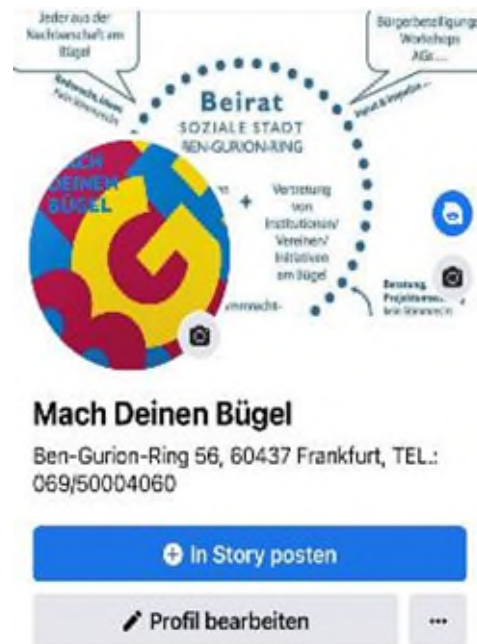 Jeder aus der
Nachbarschaft am
Bügel
Bürgerbeteiligungs
Workshops
AGs ...
Beirat
SOZIALE STADT
BEN-GURION-RING
MACH
DEINEN
BÜGEL
G
+
Vertretung
von
Institutionen/
Vereinen/
Initiativen
am Bügel
Beratung,
Mach Deinen Bügel
Ben-Gurion-Ring 56, 60437 Frankfurt, TEL.:
069/50004060
In Story posten
Profil bearbeiten
...